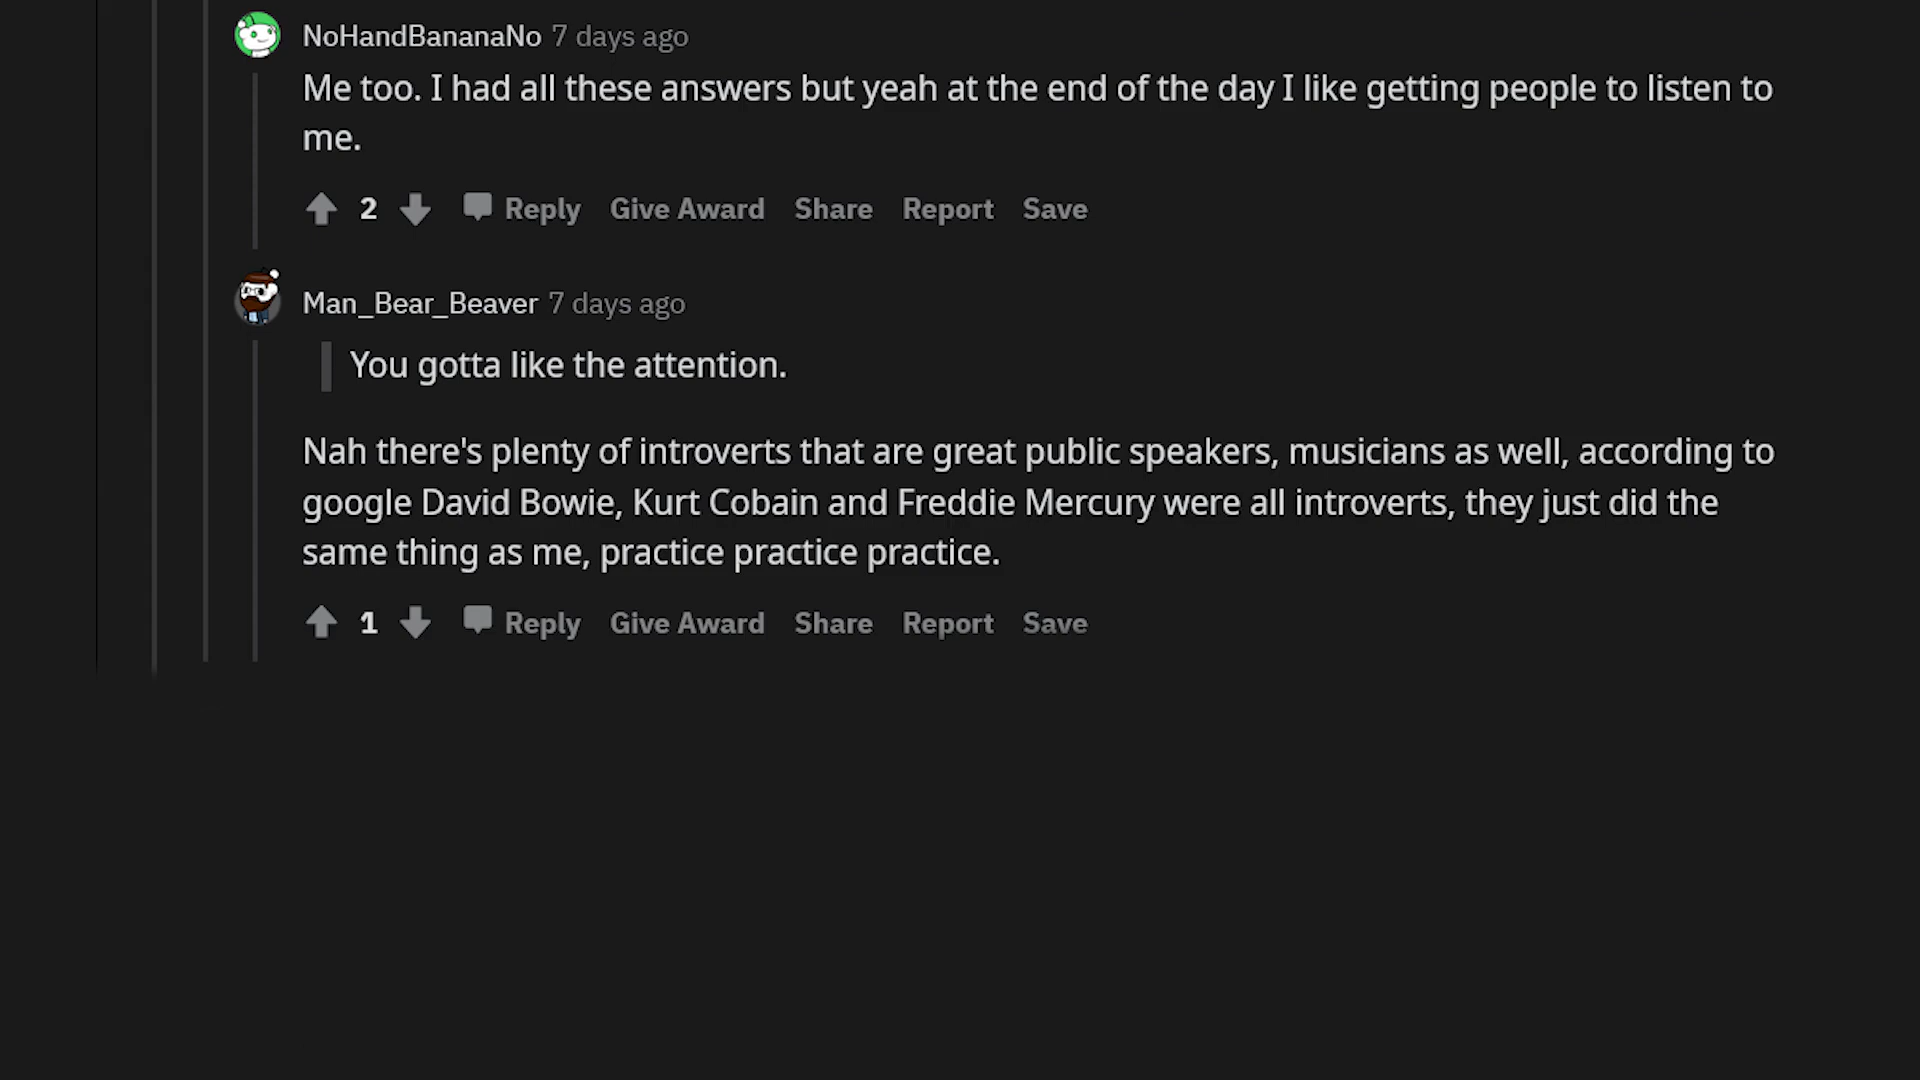 NoHandBananaNo 7 days ago
Me too. I had all these answers but yeah at the end of the day I like getting people to listen to
me.
2 Reply Give Award Share Report Save
Man_Bear_Beaver 7 days ago
You gotta like the attention.
Nah there's plenty of introverts that are great public speakers, musicians as well, according to
google David Bowie, Kurt Cobain and Freddie Mercury were all introverts, they just did the
same thing as me, practice practice practice.
1 Reply Give Award Share Report Save